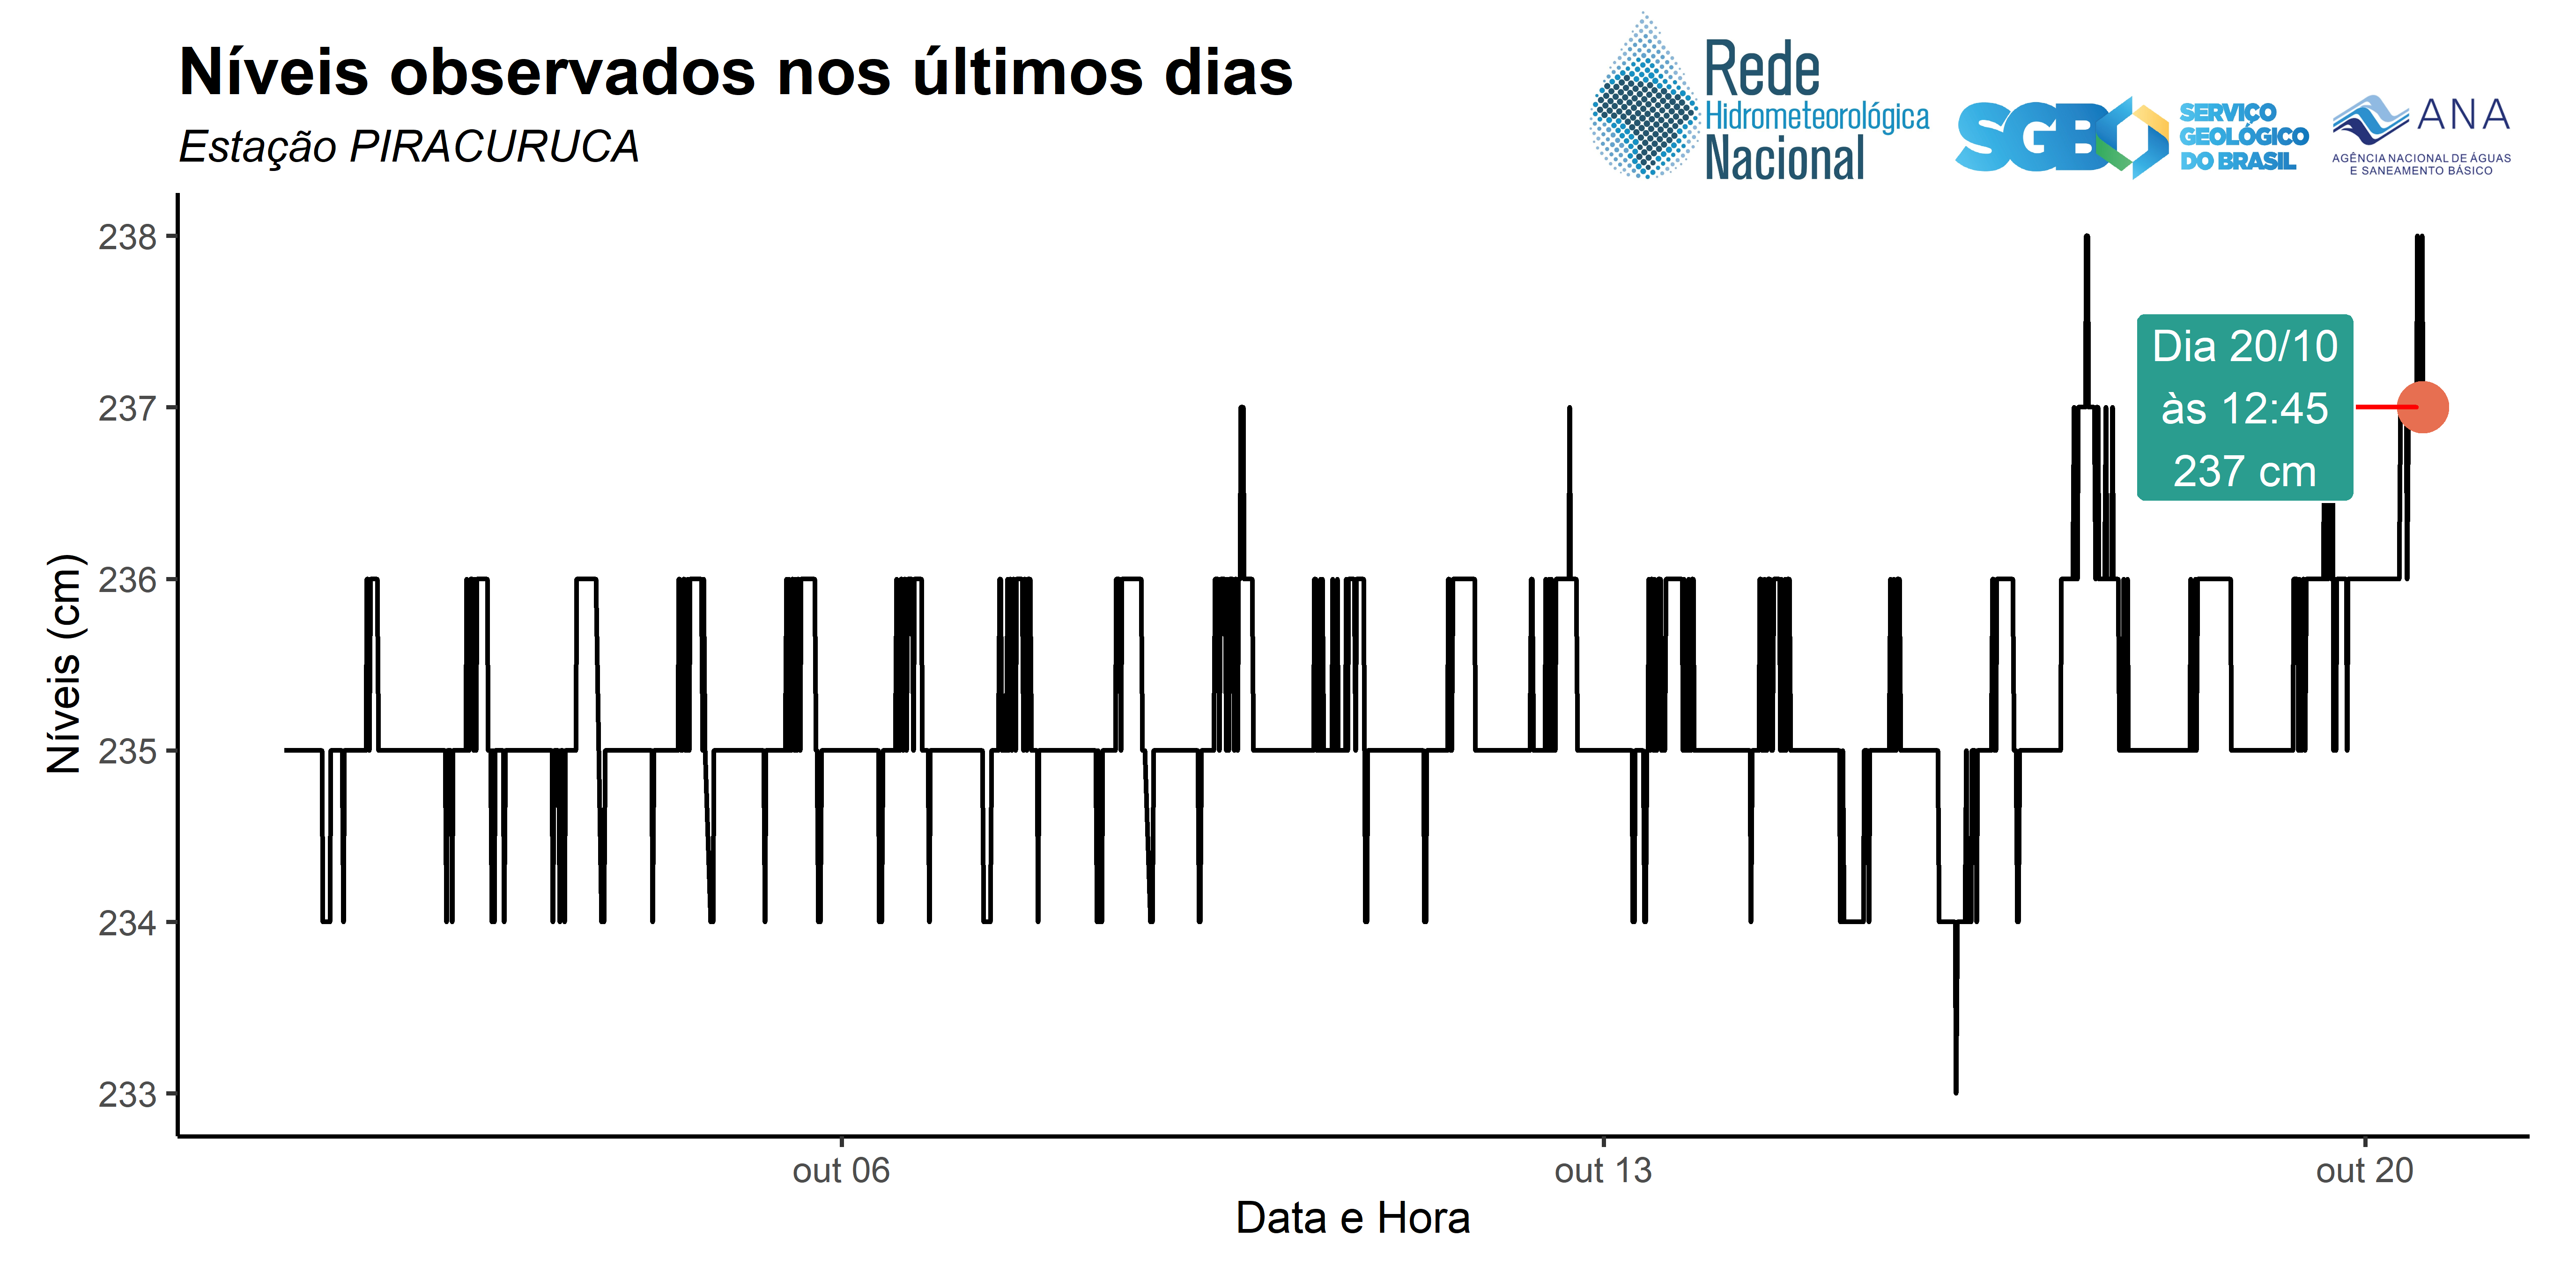 Níveis observados nos últimos dias
Estação PIRACURUCA
Rede
Hidrometeorológica
Nacional
SGB
SERVIÇO
GEOLÓGICO
DO BRASIL
ANA
AGÊNCIA NACIONAL DE ÁGUAS
E SANEAMENTO BÁSICO
238
237
236
235
234
233
Níveis (cm)
Dia 20/10
às 12:45
237 cm
out 06
out 13
out 20
Data e Hora